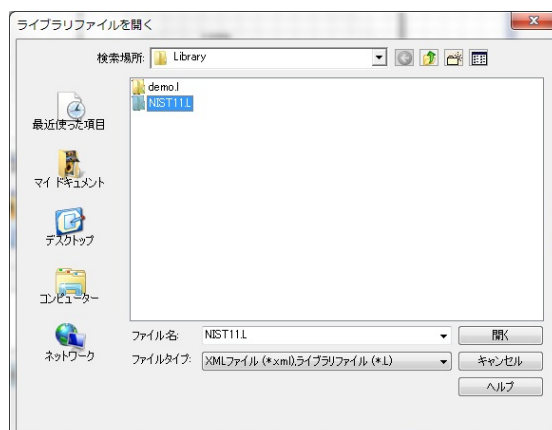 ライブラリファイルを開く
検索場所: Library
demo.l
NIST11.L
最近使った項目
マイ ドキュメント
デスクトップ
コンピューター
ネットワーク
ファイル名: NIST11.L 開く
ファイルタイプ: XMLファイル (*.xml),ライブラリファイル (*.L) キャンセル
ヘルプ